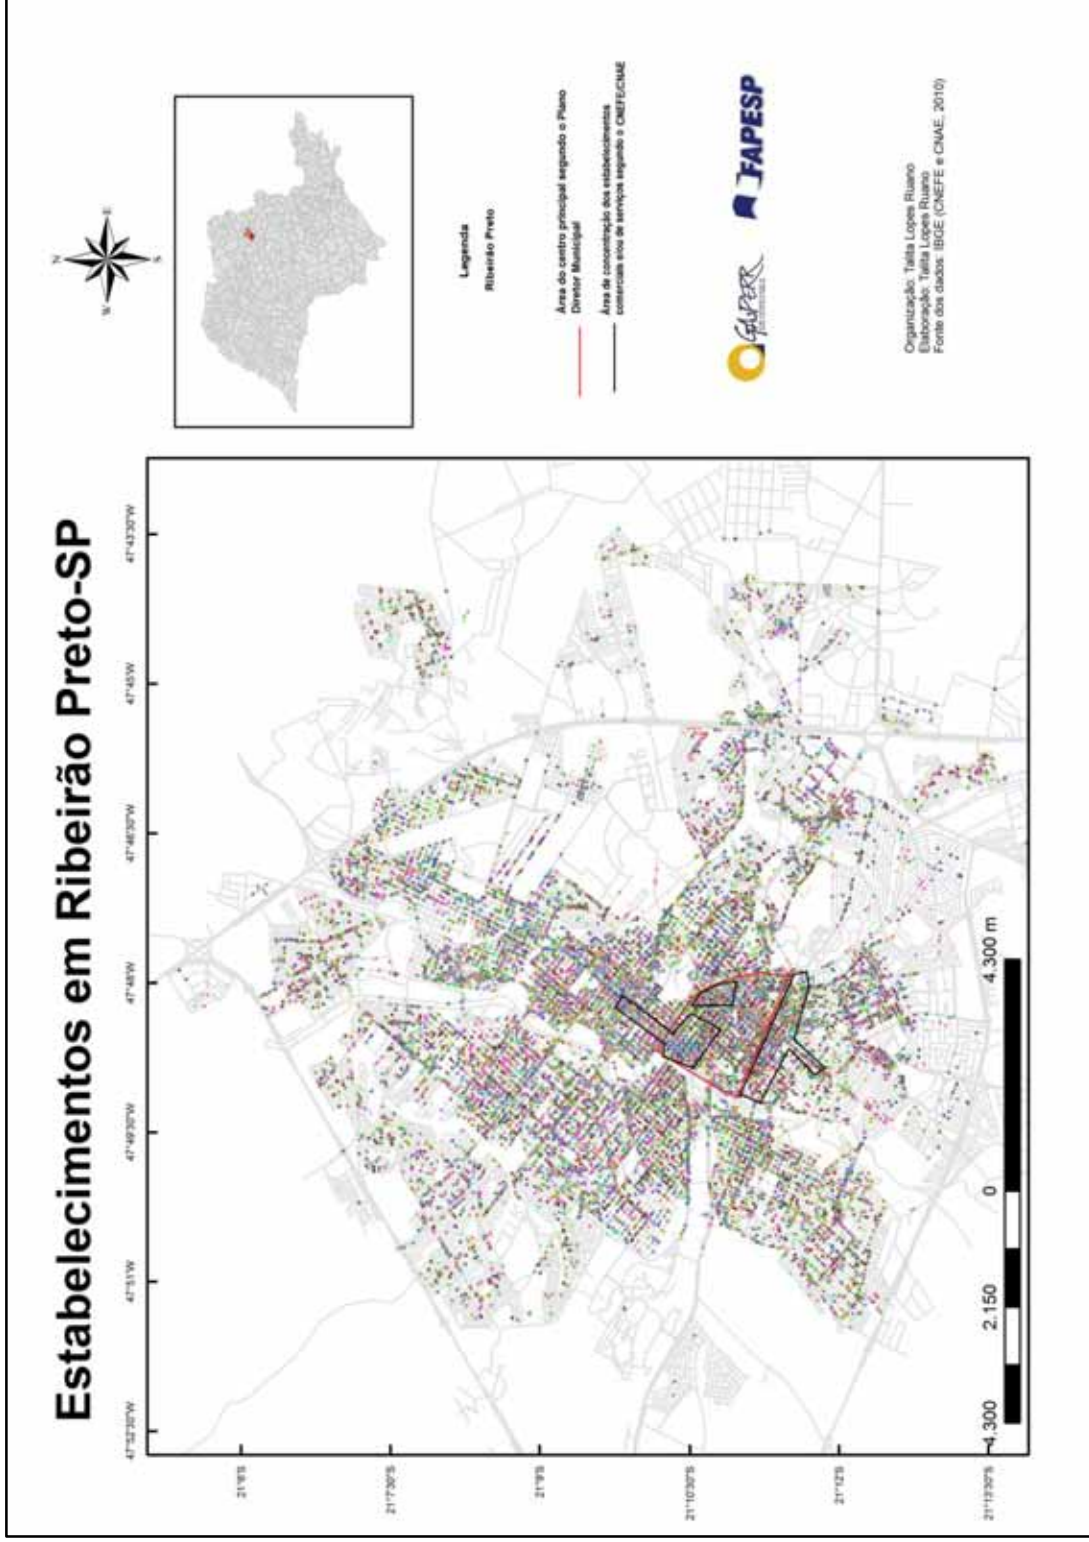 Estabelecimentos em Ribeirão Preto-SP
47°52'30"W
47°51'W
47°49'30"W
47°48'W
47°46'30"W
47°45'W
47°43'30"W
21°6'S
21°7'30"S
21°9'S
21°10'30"S
21°12'S
21°13'30"S
4.300 2.150 0 4.300 m
N
W E
S
Legenda
Ribeirão Preto
Área do centro principal segundo o Plano
Diretor Municipal
Área de concentração dos estabelecimentos
comerciais e/ou de serviços segundo o CNEFE/CNAE
GAsPERR
FAPESP
Organização: Talita Lopes Ruano
Elaboração: Talita Lopes Ruano
Fonte dos dados: IBGE (CNEFE e CNAE, 2010)